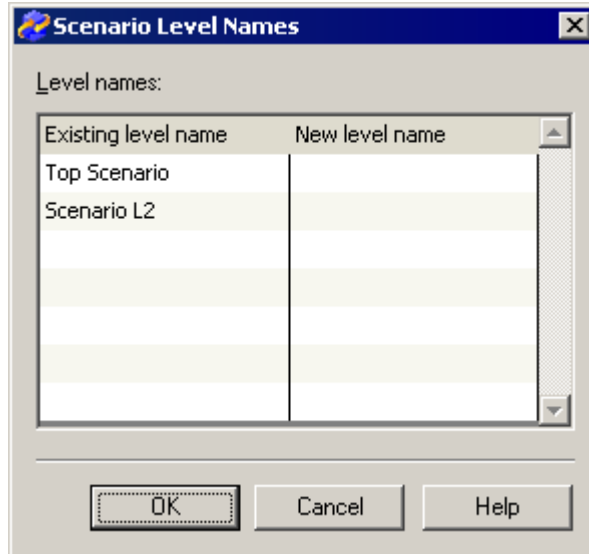 Scenario Level Names
Level names:
Existing level name New level name
Top Scenario
Scenario L2
OK Cancel Help